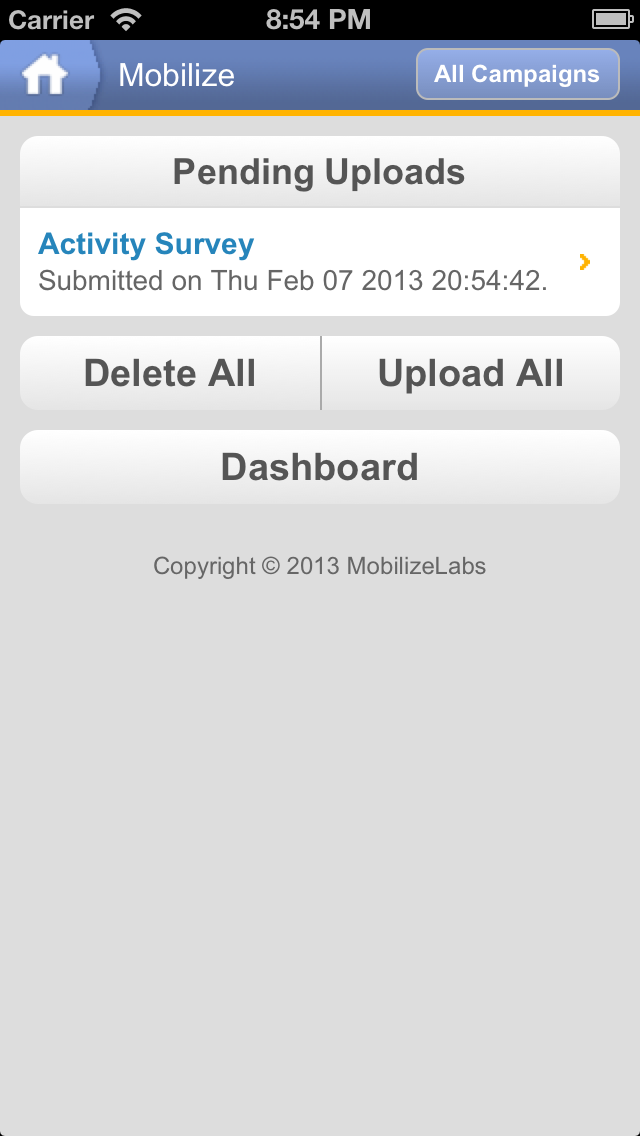 Carrier 8:54 PM
Mobilize All Campaigns
Pending Uploads
Activity Survey
Submitted on Thu Feb 07 2013 20:54:42.
Delete All Upload All
Dashboard
Copyright © 2013 MobilizeLabs